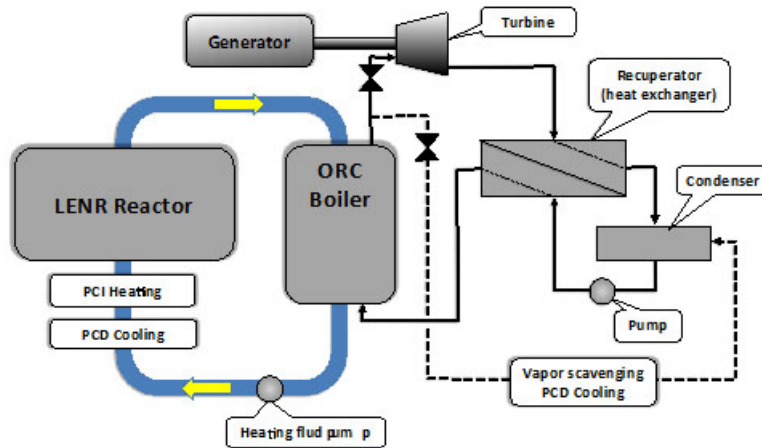 Generator
Turbine
Recuperator
(heat exchanger)
LENR Reactor
ORC
Boiler
Condenser
PCI Heating
PCD Cooling
Pump
Vapor scavenging
PCD Cooling
Heating flud pum p